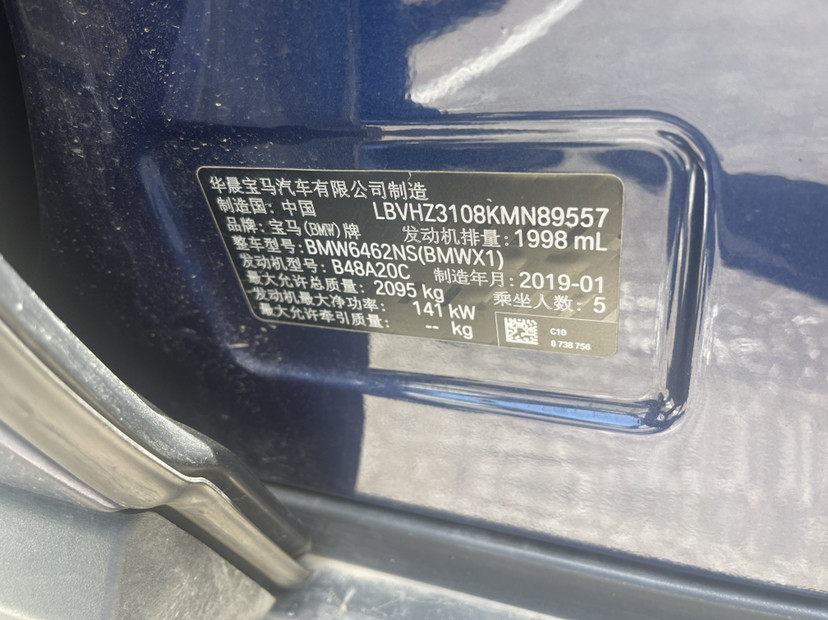 华晨宝马汽车有限公司制造
制造国: 中国 LBVHZ3108KMN89557
品牌: 宝马(BMW)牌 发动机排量: 1998 mL
整车型号: BMW6462NS(BMWX1)
发动机型号: B48A20C 制造年月: 2019-01
最大允许总质量: 2095 kg 乘坐人数: 5
发动机最大净功率: 141 kW
最大允许牵引质量: -- kg
C10
8 738 756